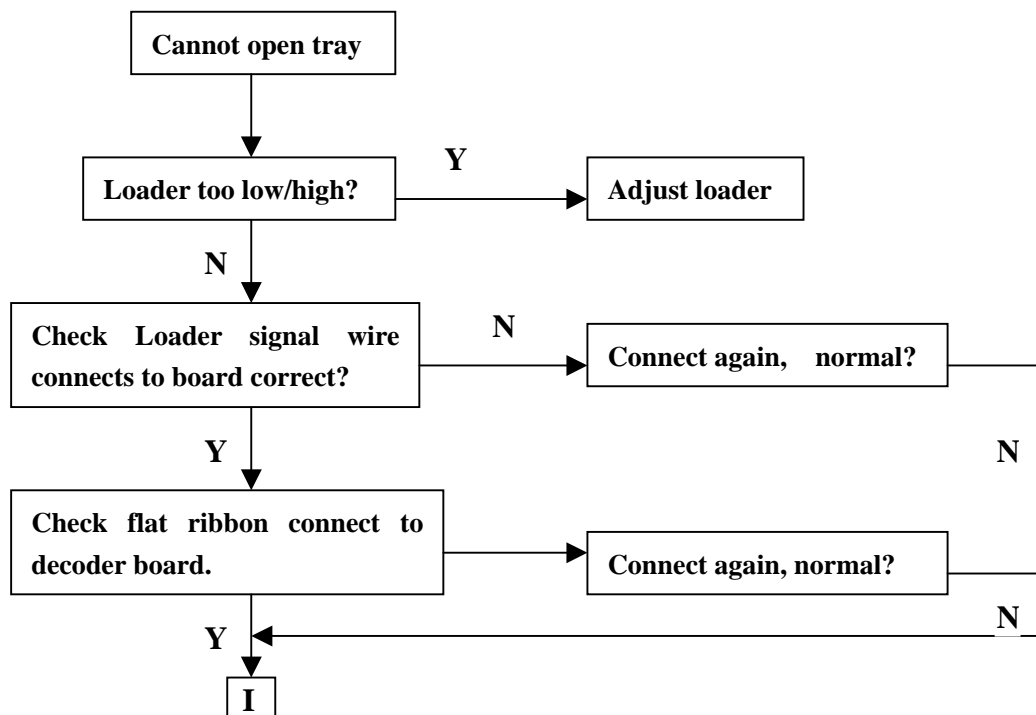 Cannot open tray
Y
Loader too low/high?
Adjust loader
N
Check Loader signal wire
connects to board correct?
N
Connect again, normal?
Y
N
Check flat ribbon connect to
decoder board.
Connect again, normal?
Y
N
I